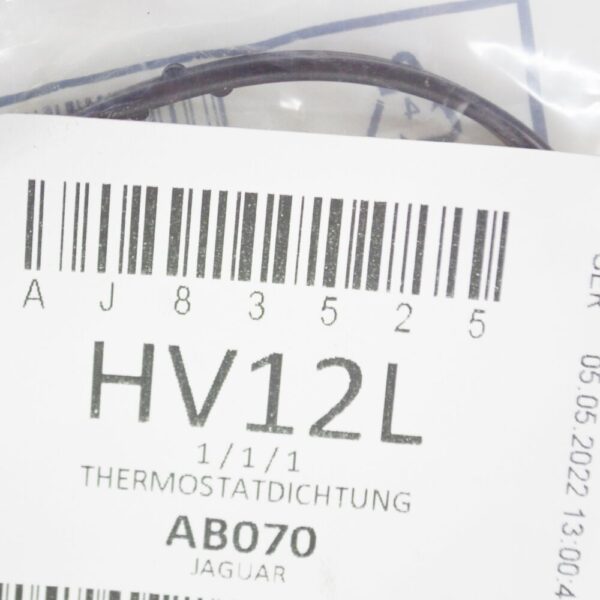 AJ83525
HV12L
1/1/1
THERMOSTATDICHTUNG
AB070
JAGUAR
05.05.2022 13:00:4